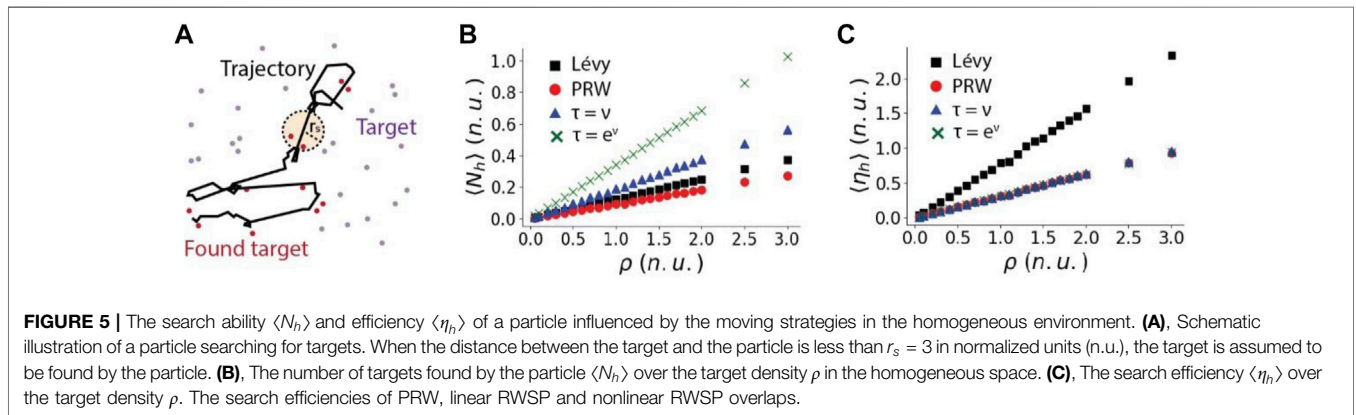 A
Trajectory
r_s
Target
Found target
B
⟨N_h⟩ (n.u.)
1.0
0.8
0.6
0.4
0.2
0.0
Lévy
PRW
τ = ν
τ = e^ν
0.0 0.5 1.0 1.5 2.0 2.5 3.0
ρ (n.u.)
C
⟨η_h⟩ (n.u.)
2.0
1.5
1.0
0.5
0.0
Lévy
PRW
τ = ν
τ = e^ν
0.0 0.5 1.0 1.5 2.0 2.5 3.0
ρ (n.u.)
FIGURE 5 | The search ability ⟨N_h⟩ and efficiency ⟨η_h⟩ of a particle influenced by the moving strategies in the homogeneous environment. (A), Schematic
illustration of a particle searching for targets. When the distance between the target and the particle is less than r_s = 3 in normalized units (n.u.), the target is assumed to
be found by the particle. (B), The number of targets found by the particle ⟨N_h⟩ over the target density ρ in the homogeneous space. (C), The search efficiency ⟨η_h⟩ over
the target density ρ. The search efficiencies of PRW, linear RWSP and nonlinear RWSP overlaps.